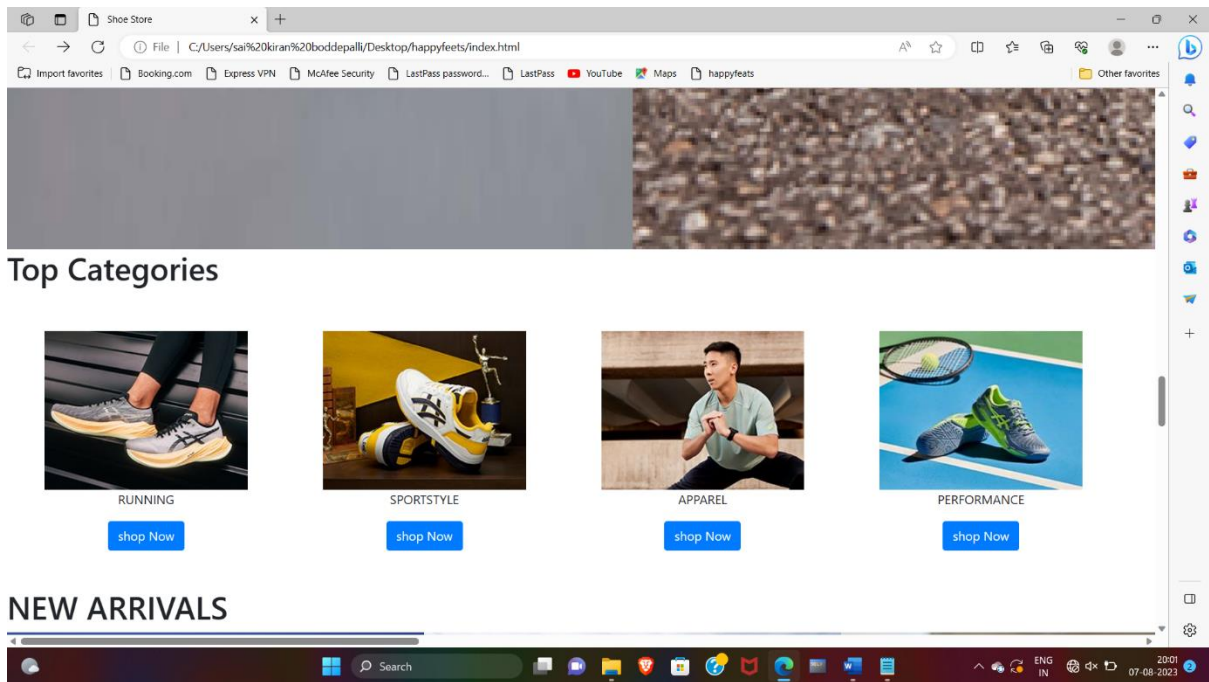 Shoe Store
File | C:/Users/sai%20kiran%20boddepalli/Desktop/happyfeets/index.html
Import favorites Booking.com Express VPN McAfee Security LastPass password... LastPass YouTube Maps happyfeats Other favorites
Top Categories
RUNNING SPORTSTYLE APPAREL PERFORMANCE
shop Now shop Now shop Now shop Now
NEW ARRIVALS
Search ENG 20:01
IN 07-08-2023 2